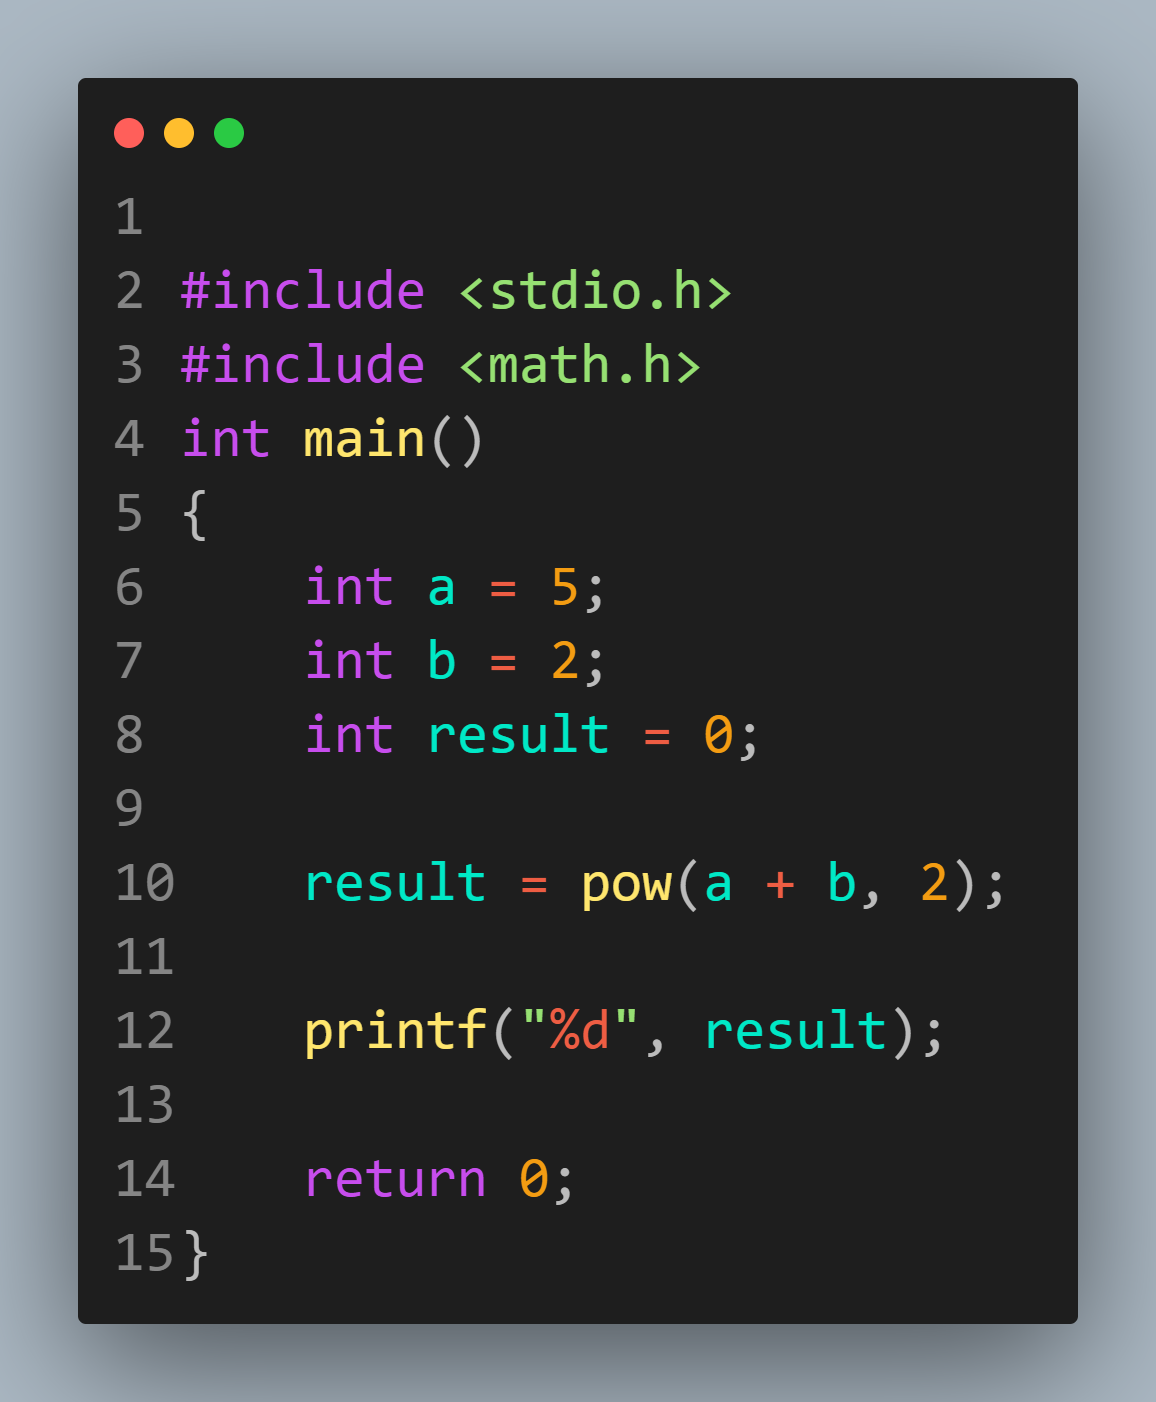 1
2 #include <stdio.h>
3 #include <math.h>
4 int main()
5 {
6     int a = 5;
7     int b = 2;
8     int result = 0;
9
10    result = pow(a + b, 2);
11
12    printf("%d", result);
13
14    return 0;
15}